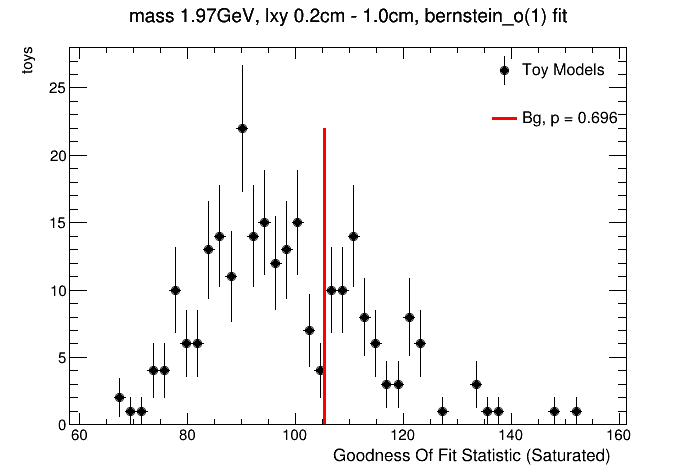 mass 1.97GeV, lxy 0.2cm - 1.0cm, bernstein_o(1) fit
toys
Toy Models
Bg, p = 0.696
25
20
15
10
5
0
60 80 100 120 140 160
Goodness Of Fit Statistic (Saturated)